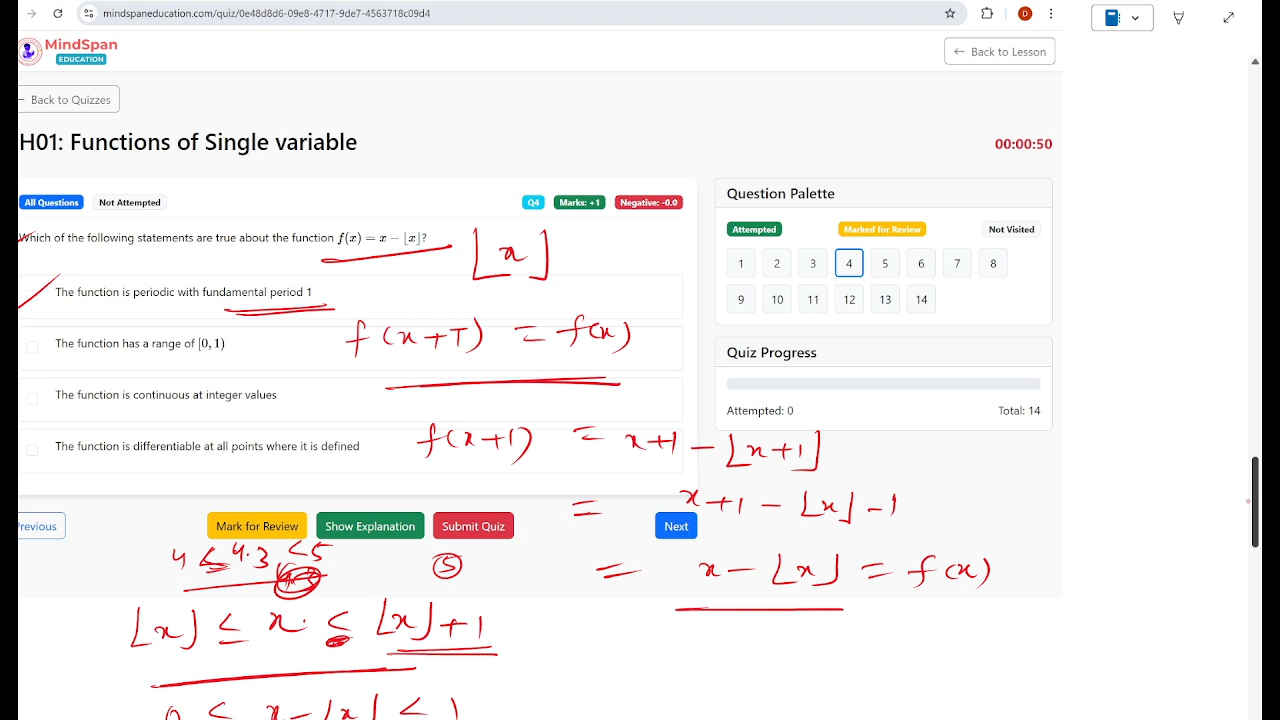 mindspaneducation.com/quiz/0e48d8d6-09e8-4717-9de7-4563718c09d4
D
MindSpan
EDUCATION
← Back to Lesson
Back to Quizzes
H01: Functions of Single variable
00:00:50
All Questions Not Attempted Q4 Marks: +1 Negative: -0.0
Which of the following statements are true about the function f(x) = x − ⌊x⌋?
⌊x⌋
The function is periodic with fundamental period 1
f(x+T) = f(x)
The function has a range of [0, 1)
The function is continuous at integer values
The function is differentiable at all points where it is defined
f(x+1) = x+1 − ⌊x+1⌋
= x+1 − ⌊x⌋ − 1
= x − ⌊x⌋ = f(x)
Question Palette
Attempted Marked for Review Not Visited
1 2 3 4 5 6 7 8
9 10 11 12 13 14
Quiz Progress
Attempted: 0 Total: 14
Previous Mark for Review Show Explanation Submit Quiz Next
4 ≤ 4.3 < 5
5
⌊x⌋ ≤ x < ⌊x⌋ + 1
0 ≤ x − ⌊x⌋ < 1